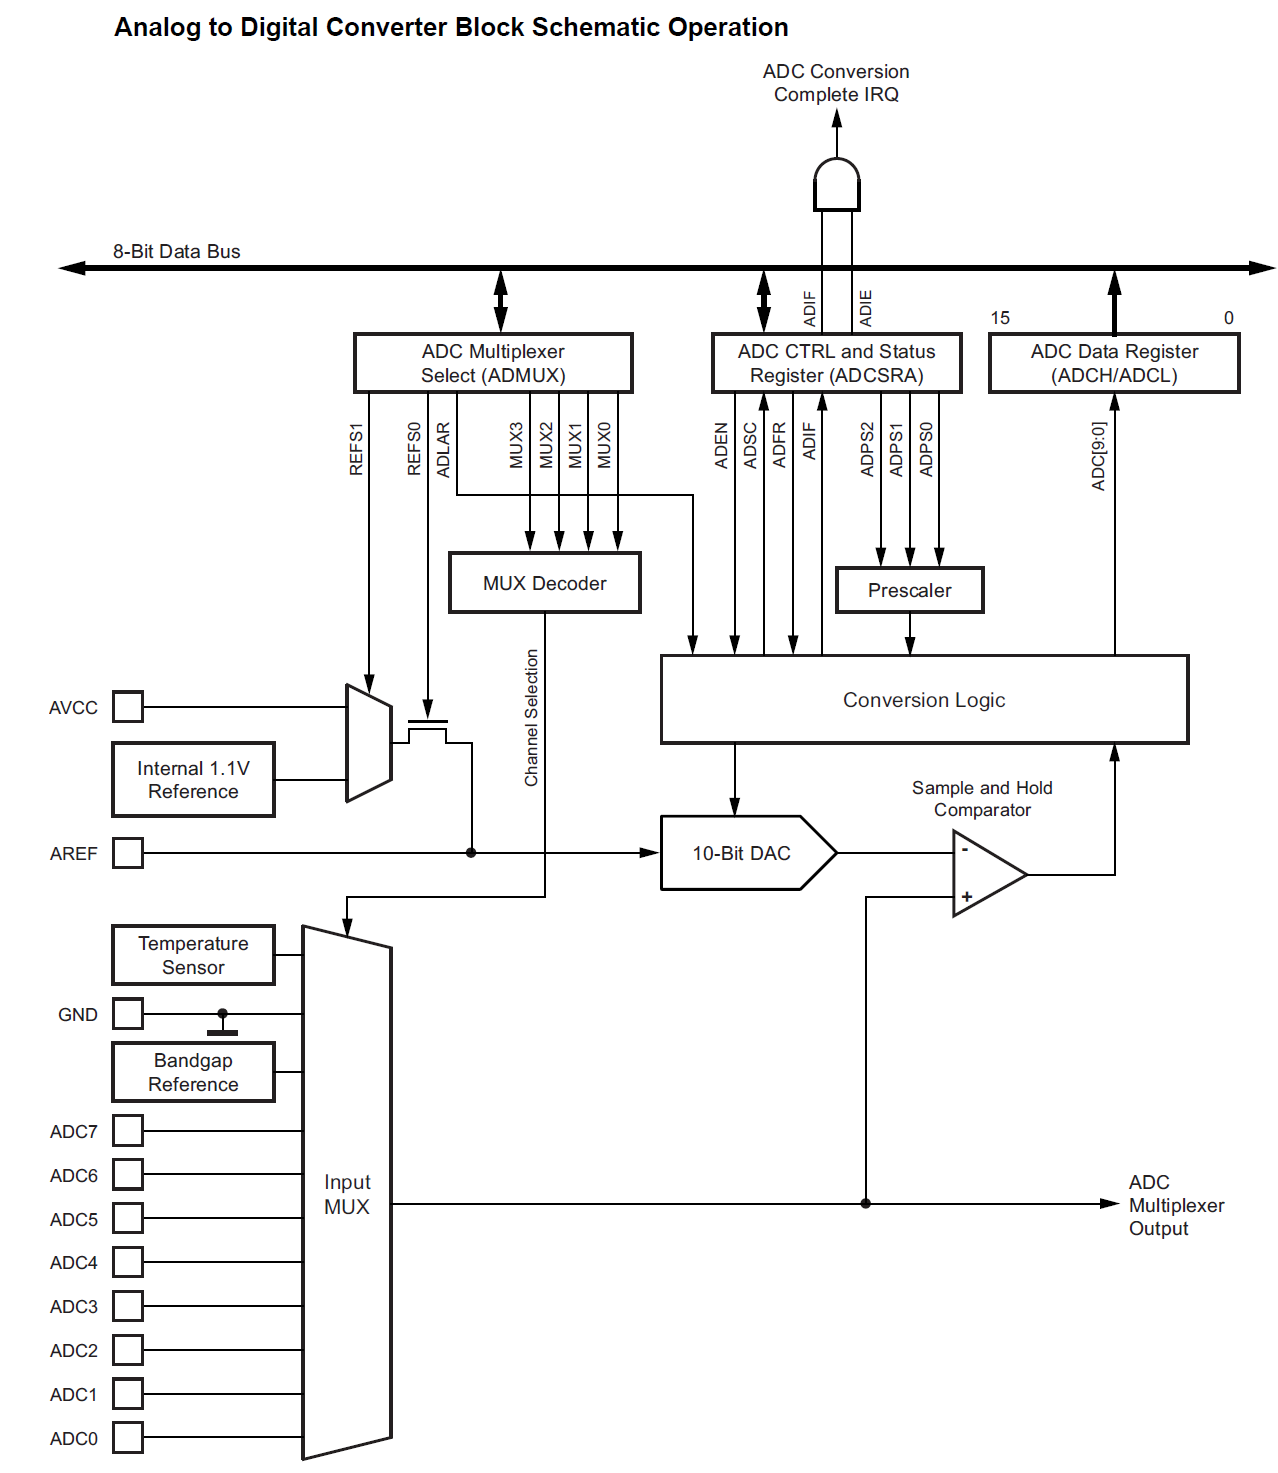 Analog to Digital Converter Block Schematic Operation
ADC Conversion
Complete IRQ
8-Bit Data Bus
ADIF
ADIE
15
0
ADC Multiplexer
Select (ADMUX)
ADC CTRL and Status
Register (ADCSRA)
ADC Data Register
(ADCH/ADCL)
REFS1
REFS0
ADLAR
MUX3
MUX2
MUX1
MUX0
ADEN
ADSC
ADFR
ADIF
ADPS2
ADPS1
ADPS0
ADC[9:0]
MUX Decoder
Prescaler
Channel Selection
Conversion Logic
AVCC
Internal 1.1V
Reference
Sample and Hold
Comparator
AREF
10-Bit DAC
-
+
Temperature
Sensor
GND
Bandgap
Reference
ADC7
ADC6
ADC5
ADC4
ADC3
ADC2
ADC1
ADC0
Input
MUX
ADC
Multiplexer
Output